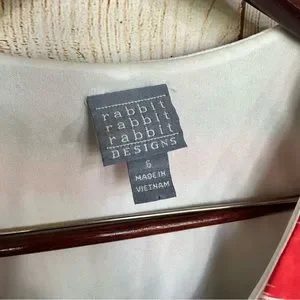 rabbit
rabbit
rabbit
DESIGNS
6
MADE IN
VIETNAM